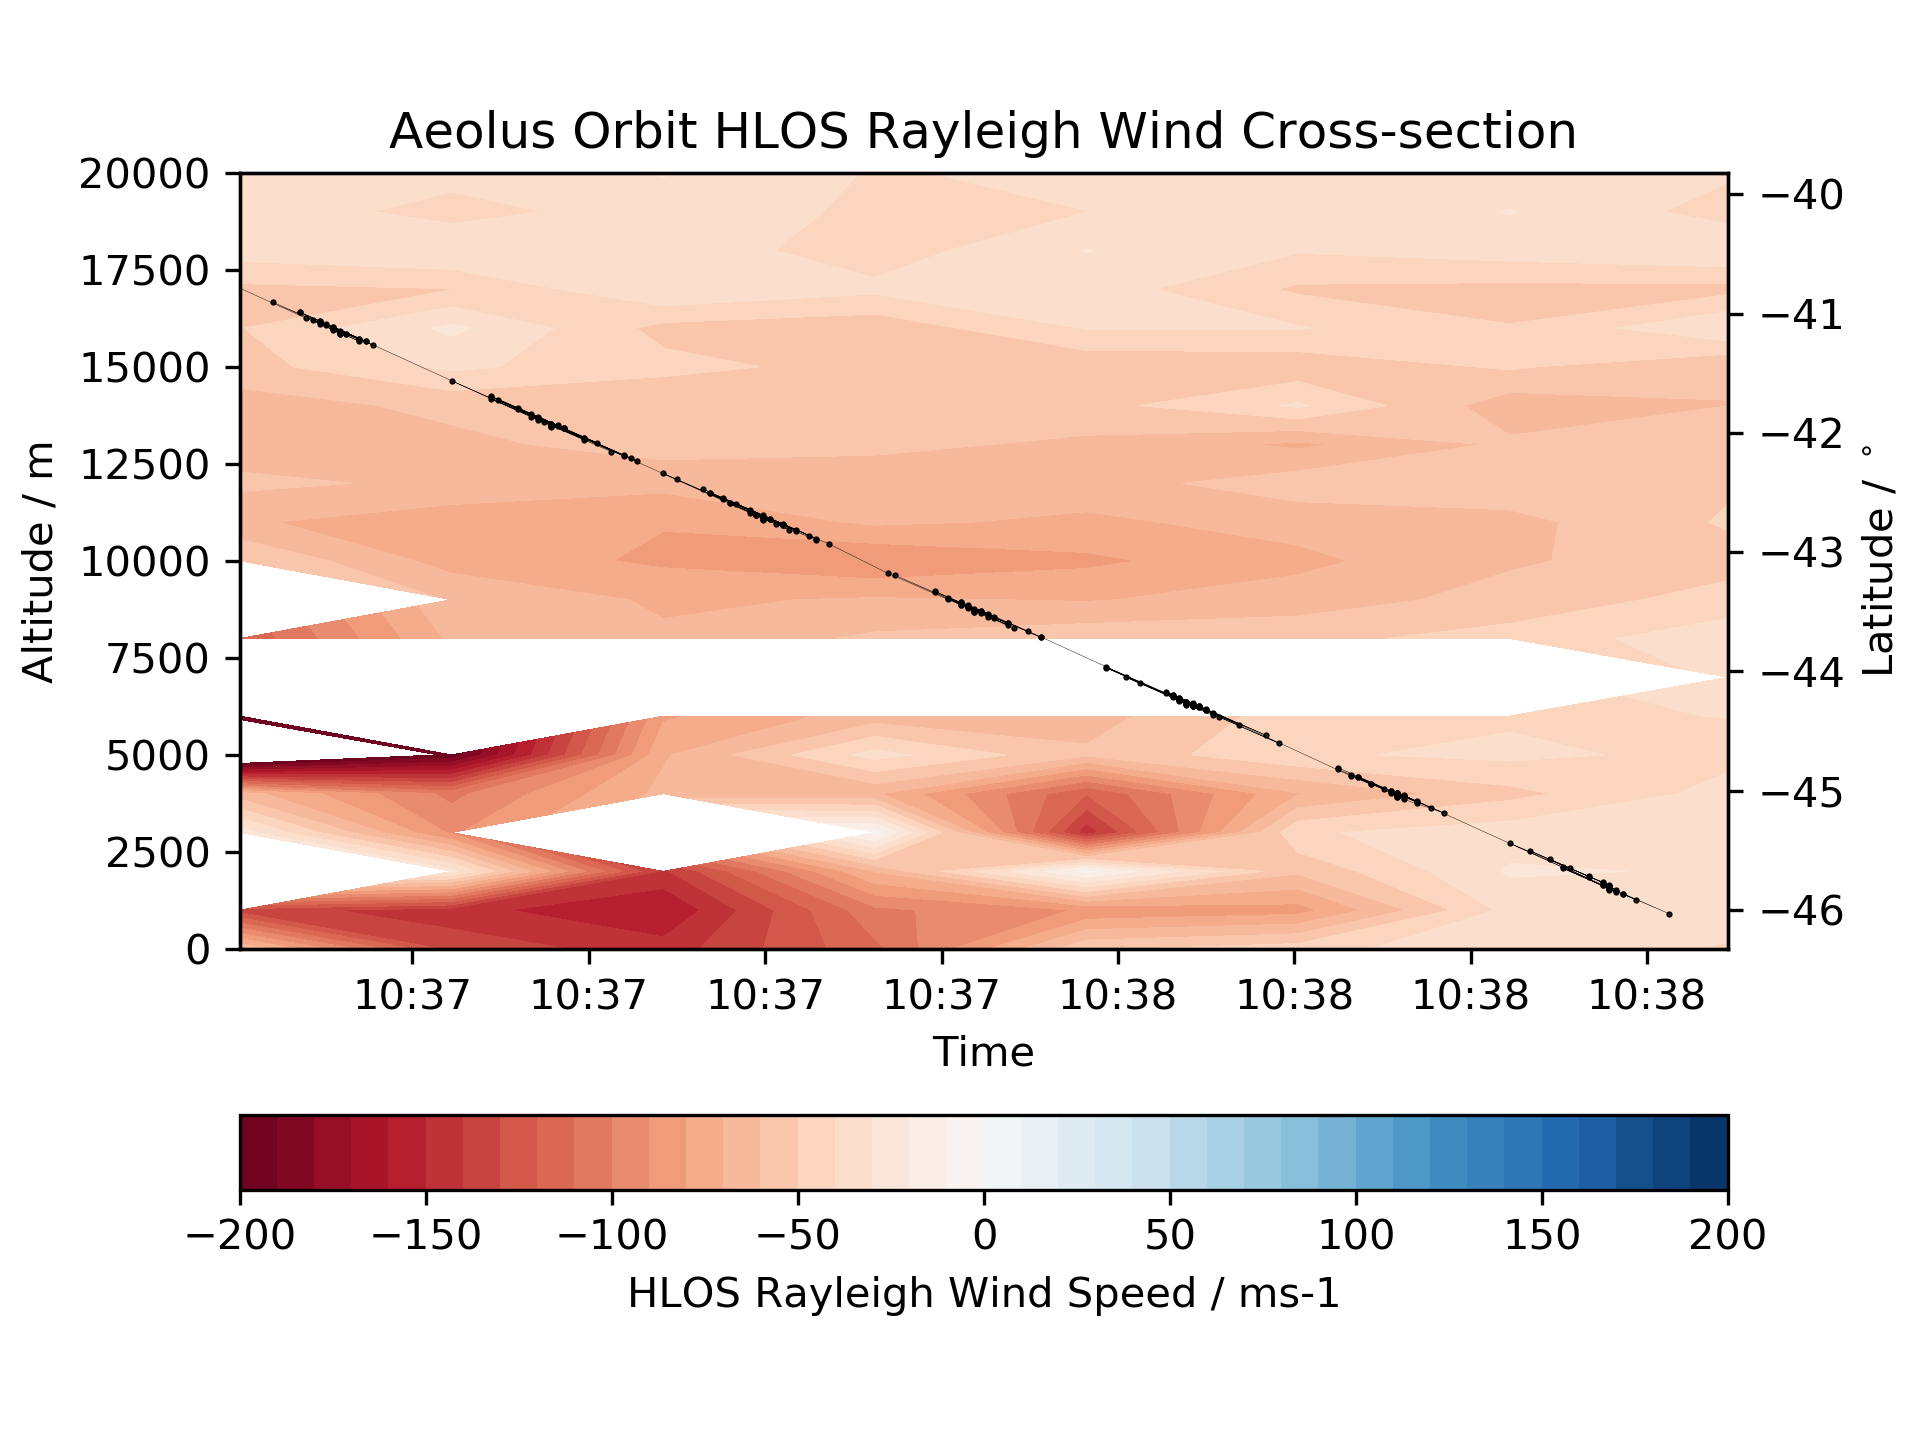 Aeolus Orbit HLOS Rayleigh Wind Cross-section
20000
17500
15000
12500
10000
7500
5000
2500
0
Altitude / m
−40
−41
−42
−43
−44
−45
−46
Latitude / °
10:37 10:37 10:37 10:37 10:38 10:38 10:38 10:38
Time
−200 −150 −100 −50 0 50 100 150 200
HLOS Rayleigh Wind Speed / ms-1